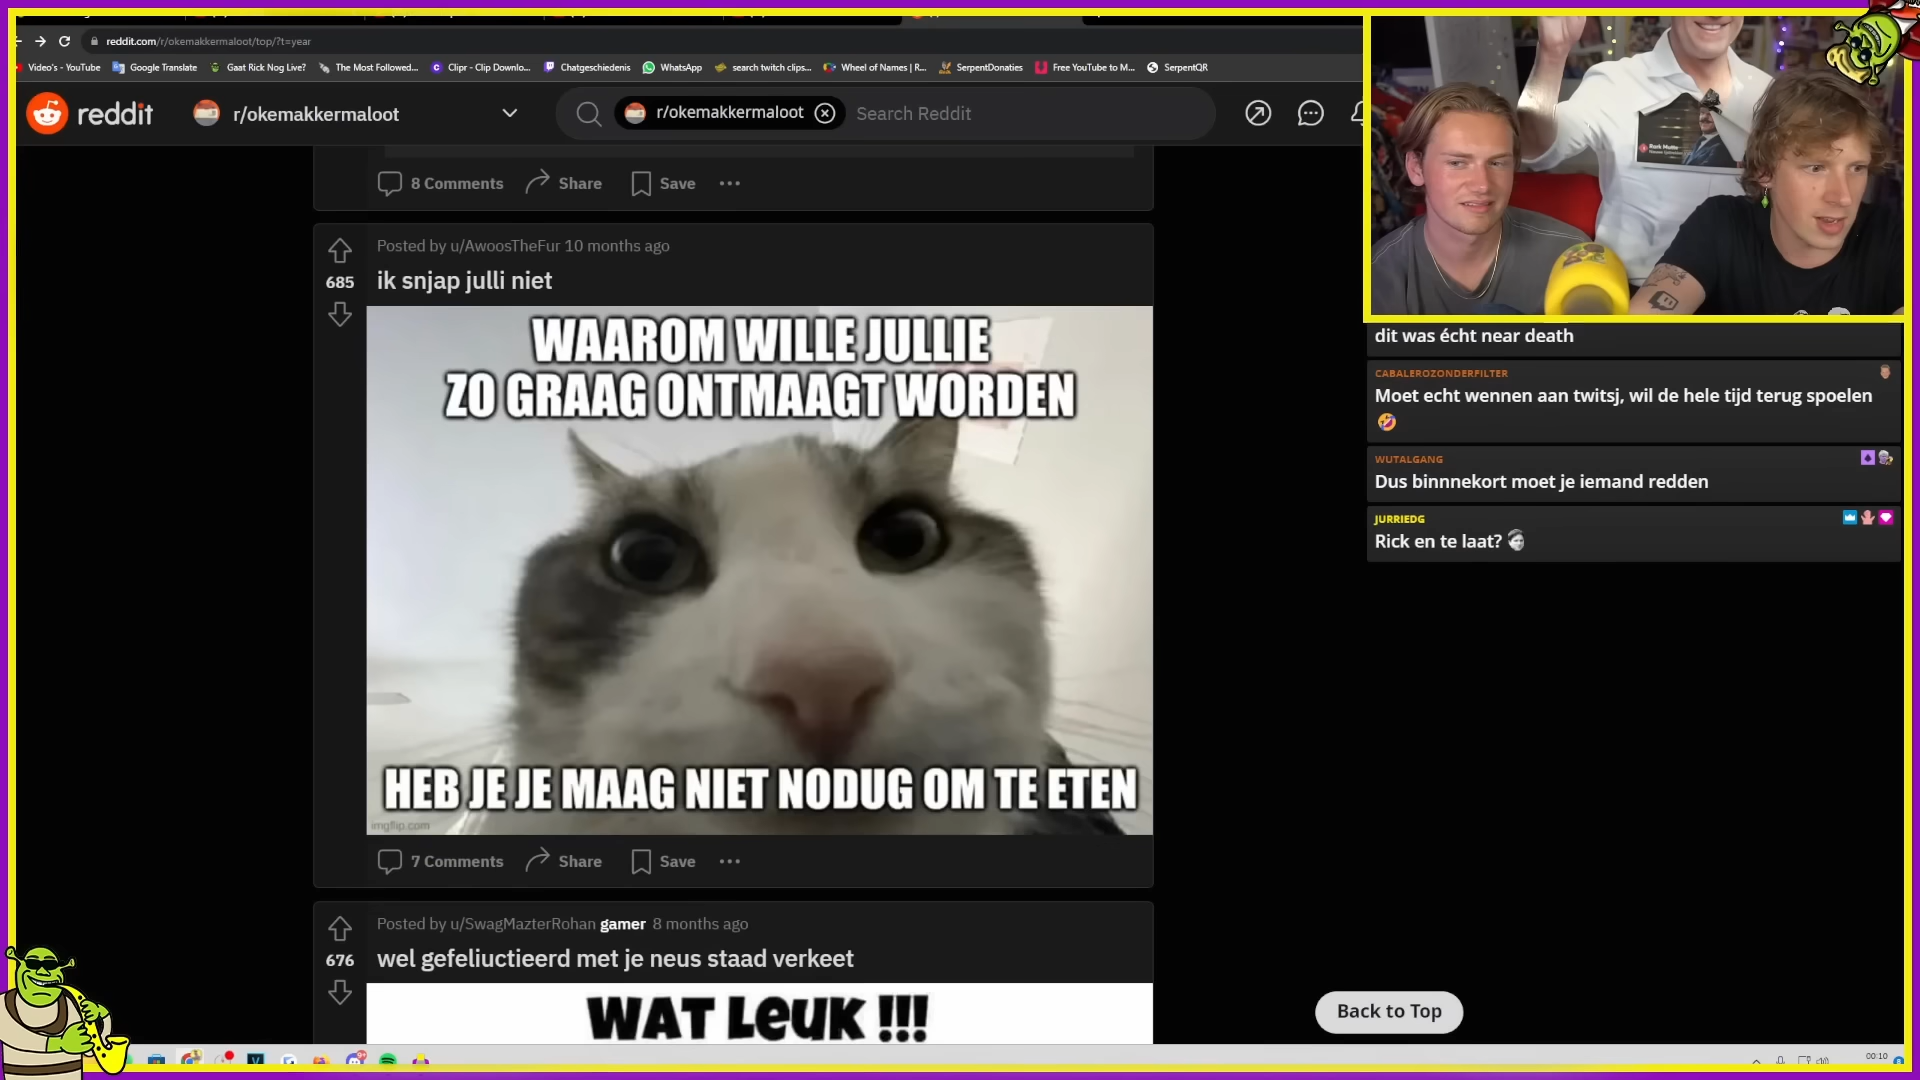 reddit.com/r/okemakkermaloot/top/?t=year
Video's - YouTube Google Translate Gaat Rick Nog Live? The Most Followed... Clipr - Clip Downlo... Chatgeschiedenis WhatsApp search twitch clips... Wheel of Names | R... SerpentDonaties Free YouTube to M... SerpentQR
reddit r/okemakkermaloot r/okemakkermaloot Search Reddit
8 Comments Share Save
Posted by u/AwoosTheFur 10 months ago
685
ik snjap julli niet
WAAROM WILLE JULLIE
ZO GRAAG ONTMAAGT WORDEN
HEB JE JE MAAG NIET NODUG OM TE ETEN
imgflip.com
7 Comments Share Save
Posted by u/SwagMazterRohan gamer 8 months ago
676
wel gefeliuctieerd met je neus staad verkeet
WAT LEUK !!!
Back to Top
dit was écht near death
CABALEROZONDERFILTER
Moet echt wennen aan twitsj, wil de hele tijd terug spoelen
WUTALGANG
Dus binnnekort moet je iemand redden
JURRIEDG
Rick en te laat?
00:10